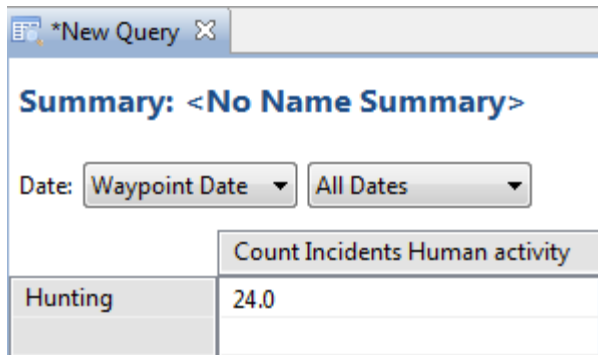 *New Query
Summary: <No Name Summary>
Date: Waypoint Date All Dates
Count Incidents Human activity
Hunting 24.0